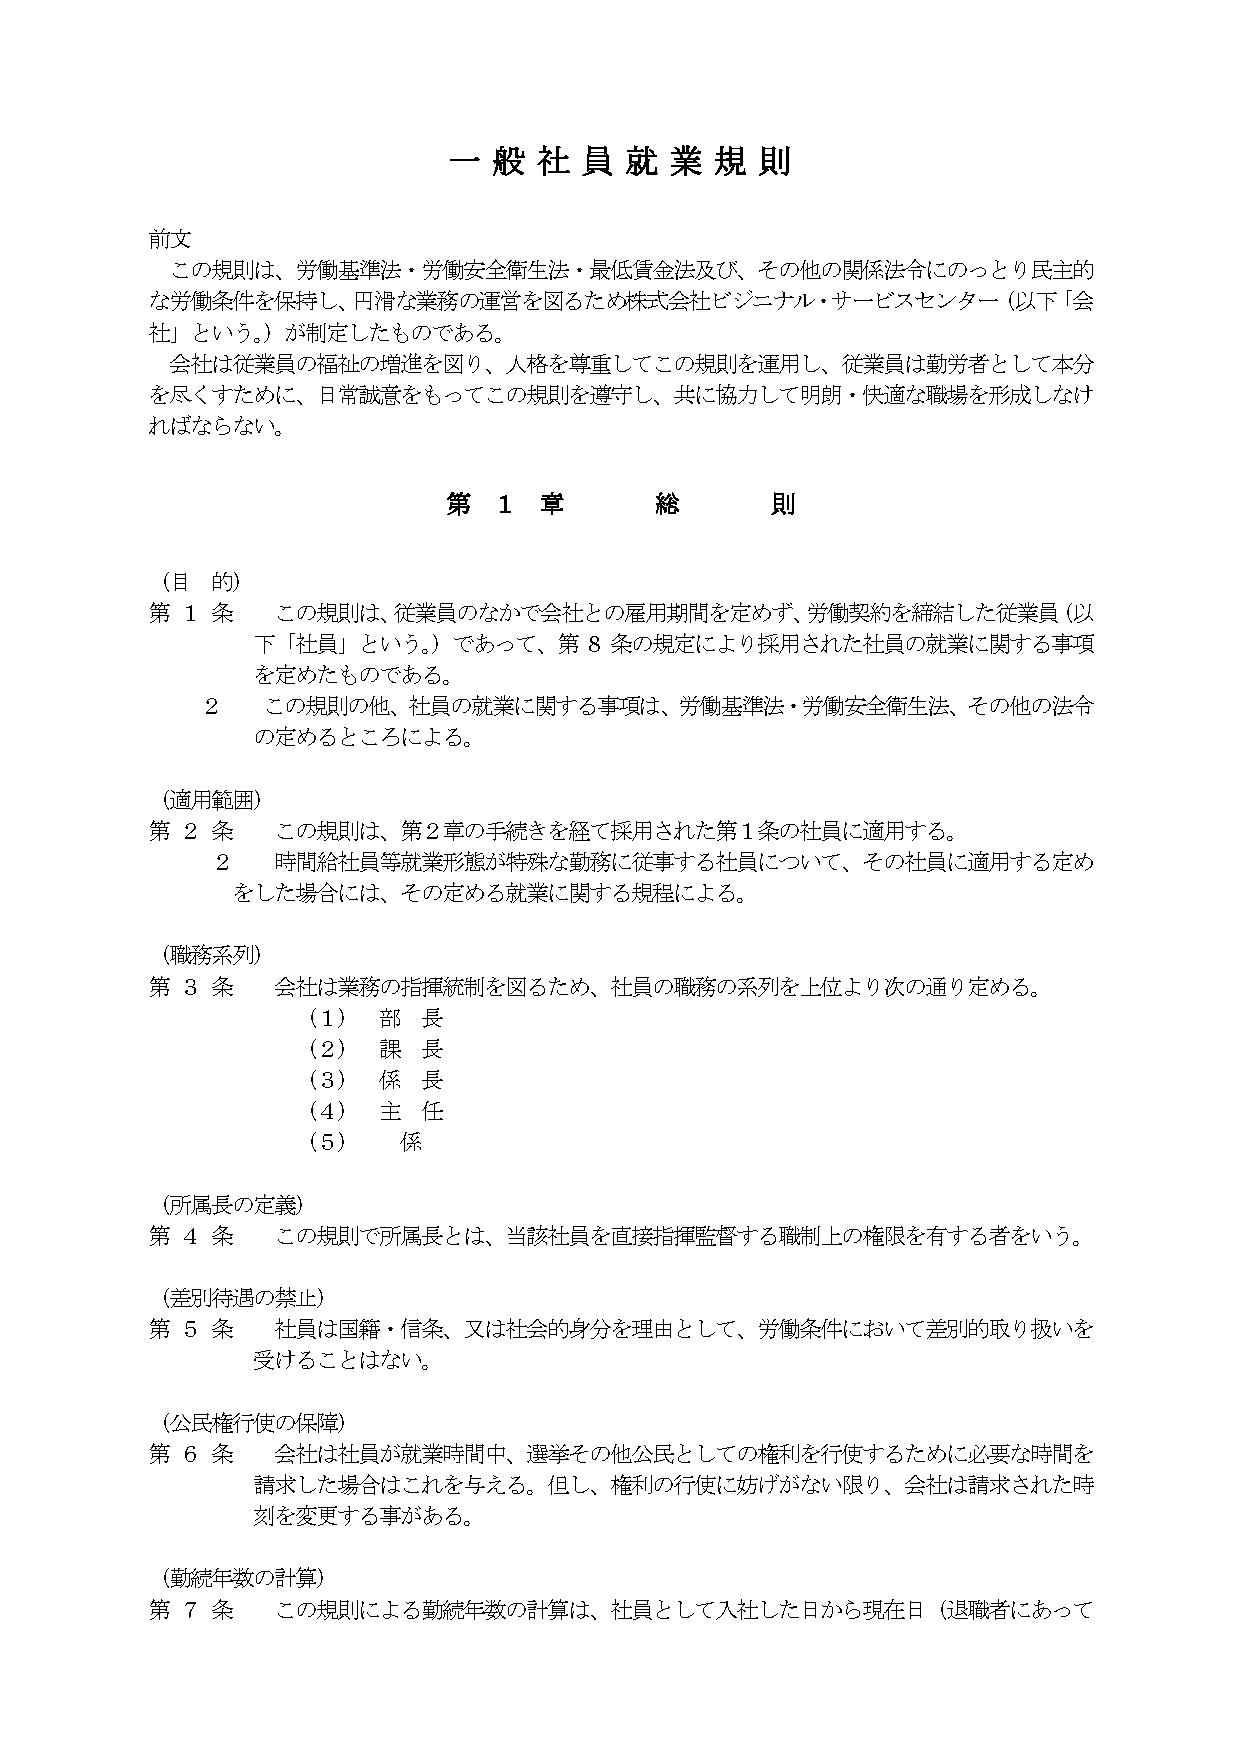 一 般 社 員 就 業 規 則
前文
この規則は、労働基準法・労働安全衛生法・最低賃金法及び、その他の関係法令にのっとり民主的
な労働条件を保持し、円滑な業務の運営を図るため株式会社ビジニナル・サービスセンター（以下「会
社」という。）が制定したものである。
会社は従業員の福祉の増進を図り、人格を尊重してこの規則を運用し、従業員は勤労者として本分
を尽くすために、日常誠意をもってこの規則を遵守し、共に協力して明朗・快適な職場を形成しなけ
ればならない。
第　１　章　　　総　　　則
（目　的）
第 １ 条　　この規則は、従業員のなかで会社との雇用期間を定めず、労働契約を締結した従業員（以
下「社員」という。）であって、第 ８ 条の規定により採用された社員の就業に関する事項
を定めたものである。
２　　この規則の他、社員の就業に関する事項は、労働基準法・労働安全衛生法、その他の法令
の定めるところによる。
（適用範囲）
第 ２ 条　　この規則は、第２章の手続きを経て採用された第１条の社員に適用する。
２　　時間給社員等就業形態が特殊な勤務に従事する社員について、その社員に適用する定め
をした場合には、その定める就業に関する規程による。
（職務系列）
第 ３ 条　　会社は業務の指揮統制を図るため、社員の職務の系列を上位より次の通り定める。
（１）　部　長
（２）　課　長
（３）　係　長
（４）　主　任
（５）　　係
（所属長の定義）
第 ４ 条　　この規則で所属長とは、当該社員を直接指揮監督する職制上の権限を有する者をいう。
（差別待遇の禁止）
第 ５ 条　　社員は国籍・信条、又は社会的身分を理由として、労働条件において差別的取り扱いを
受けることはない。
（公民権行使の保障）
第 ６ 条　　会社は社員が就業時間中、選挙その他公民としての権利を行使するために必要な時間を
請求した場合はこれを与える。但し、権利の行使に妨げがない限り、会社は請求された時
刻を変更する事がある。
（勤続年数の計算）
第 ７ 条　　この規則による勤続年数の計算は、社員として入社した日から現在日（退職者にあって